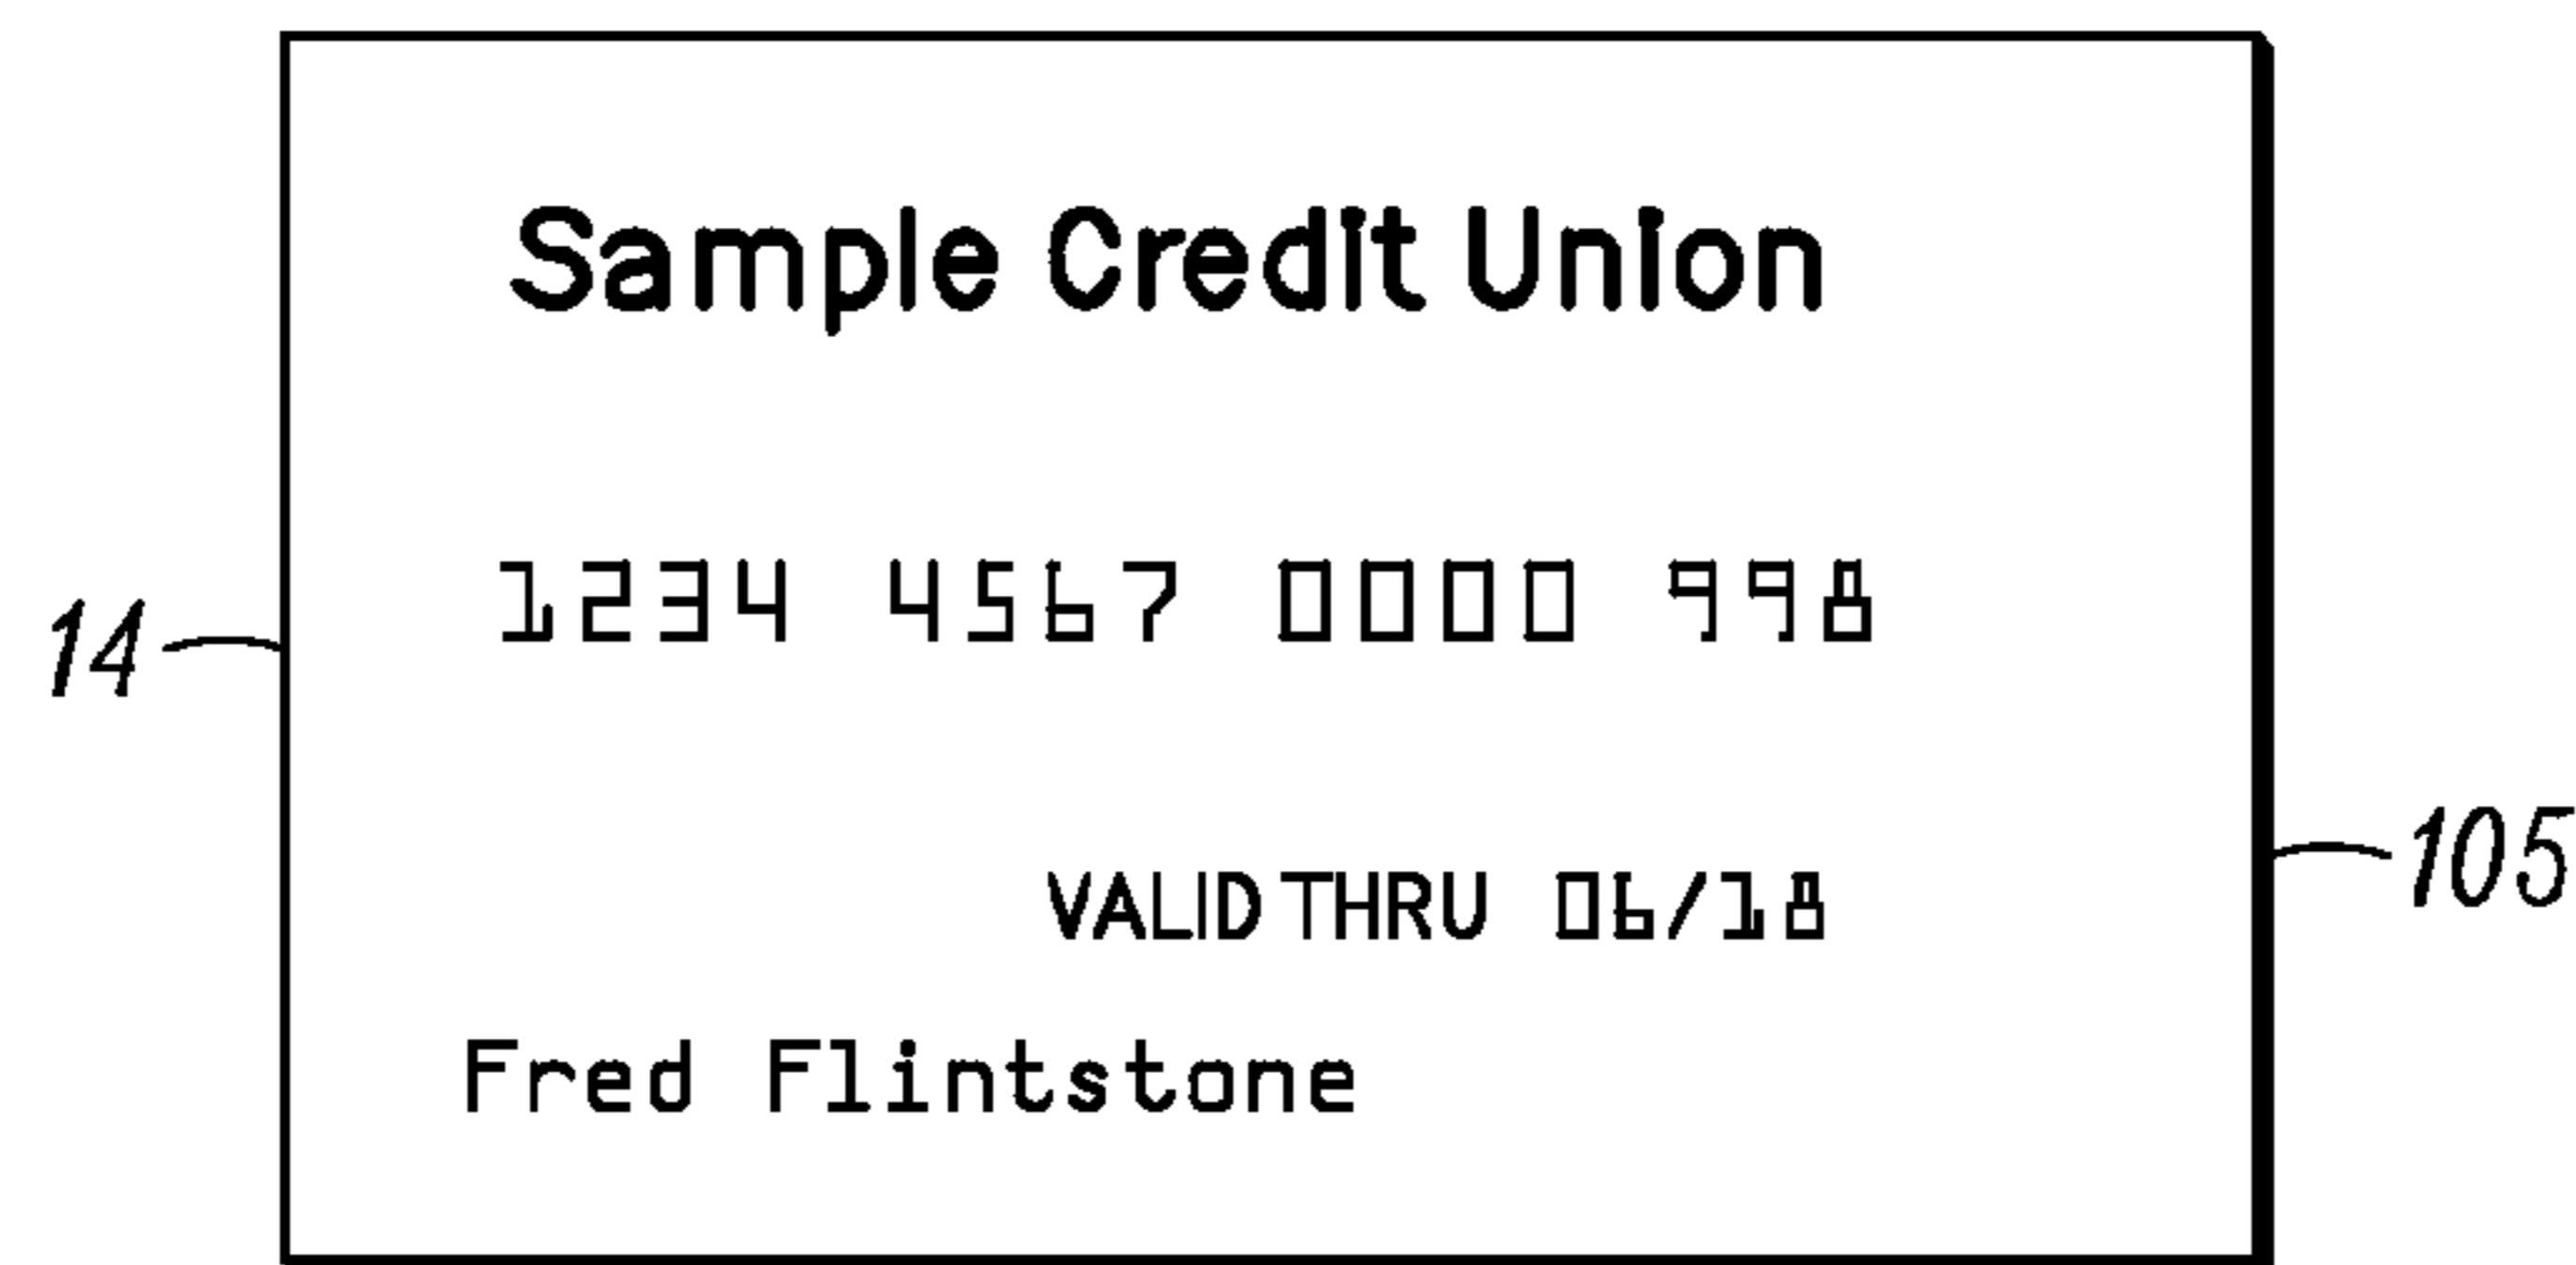 Sample Credit Union
1234 4567 0000 998
14
105
VALID THRU 06/18
Fred Flintstone